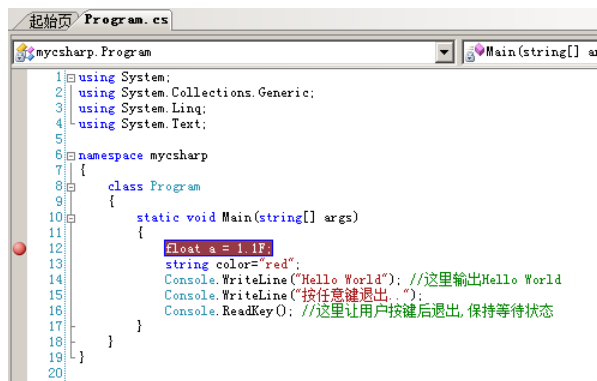 起始页 Program.cs
mycsharp.Program Main(string[] a
1 using System;
2 using System.Collections.Generic;
3 using System.Linq;
4 using System.Text;
5
6 namespace mycsharp
7 {
8 class Program
9 {
10 static void Main(string[] args)
11 {
12 float a = 1.1F;
13 string color="red";
14 Console.WriteLine("Hello World"); //这里输出Hello World
15 Console.WriteLine("按任意键退出..");
16 Console.ReadKey(); //这里让用户按键后退出,保持等待状态
17 }
18 }
19 }
20